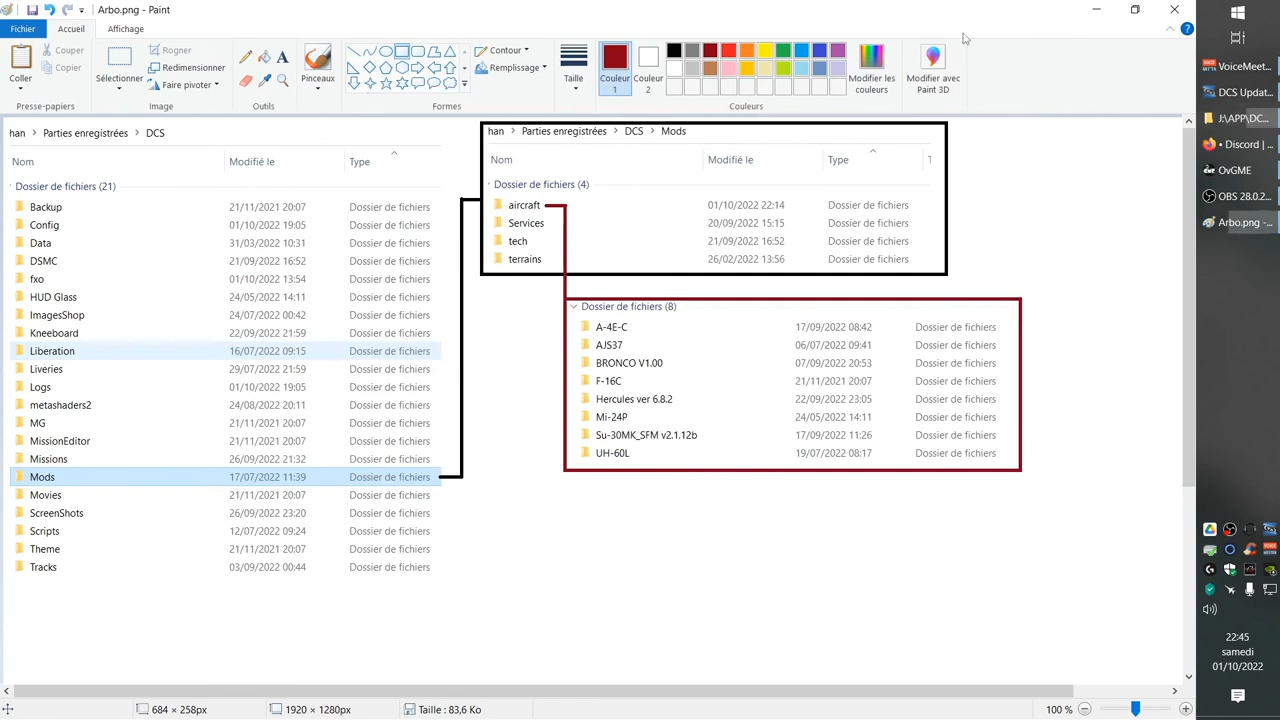 Arbo.png - Paint
Fichier
Accueil
Affichage
Coller
Couper
Copier
Presse-papiers
Sélectionner
Rogner
Redimensionner
Faire pivoter
Image
Outils
Pinceaux
Contour
Remplissage
Formes
Taille
Couleur 1
Couleur 2
Couleurs
Modifier les couleurs
Modifier avec Paint 3D
han > Parties enregistrées > DCS
Nom Modifié le Type
Dossier de fichiers (21)
Backup 21/11/2021 20:07 Dossier de fichiers
Config 01/10/2022 19:05 Dossier de fichiers
Data 31/03/2022 10:31 Dossier de fichiers
DSMC 21/09/2022 16:52 Dossier de fichiers
fxo 01/10/2022 13:54 Dossier de fichiers
HUD Glass 24/05/2022 14:11 Dossier de fichiers
ImagesShop 24/07/2022 00:42 Dossier de fichiers
Kneeboard 22/09/2022 21:59 Dossier de fichiers
Liberation 16/07/2022 09:15 Dossier de fichiers
Liveries 29/07/2022 21:59 Dossier de fichiers
Logs 01/10/2022 19:05 Dossier de fichiers
metashaders2 24/08/2022 20:11 Dossier de fichiers
MG 21/11/2021 20:07 Dossier de fichiers
MissionEditor 21/11/2021 20:07 Dossier de fichiers
Missions 26/09/2022 21:32 Dossier de fichiers
Mods 17/07/2022 11:39 Dossier de fichiers
Movies 21/11/2021 20:07 Dossier de fichiers
ScreenShots 26/09/2022 23:20 Dossier de fichiers
Scripts 12/07/2022 09:24 Dossier de fichiers
Theme 21/11/2021 20:07 Dossier de fichiers
Tracks 03/09/2022 00:44 Dossier de fichiers
han > Parties enregistrées > DCS > Mods
Nom Modifié le Type T
Dossier de fichiers (4)
aircraft 01/10/2022 22:14 Dossier de fichiers
Services 20/09/2022 15:15 Dossier de fichiers
tech 21/09/2022 16:52 Dossier de fichiers
terrains 26/02/2022 13:56 Dossier de fichiers
Dossier de fichiers (8)
A-4E-C 17/09/2022 08:42 Dossier de fichiers
AJS37 06/07/2022 09:41 Dossier de fichiers
BRONCO V1.00 07/09/2022 20:53 Dossier de fichiers
F-16C 21/11/2021 20:07 Dossier de fichiers
Hercules ver 6.8.2 22/09/2022 23:05 Dossier de fichiers
Mi-24P 24/05/2022 14:11 Dossier de fichiers
Su-30MK_SFM v2.1.12b 17/09/2022 11:26 Dossier de fichiers
UH-60L 19/07/2022 08:17 Dossier de fichiers
684 × 258px
1920 × 1280px
Taille : 83,6 Ko
100 %
VoiceMeet...
DCS Updat...
J:\APP\DC...
• Discord | ...
OvGME
OBS 28.0.2...
Arbo.png -...
22:45
samedi
01/10/2022